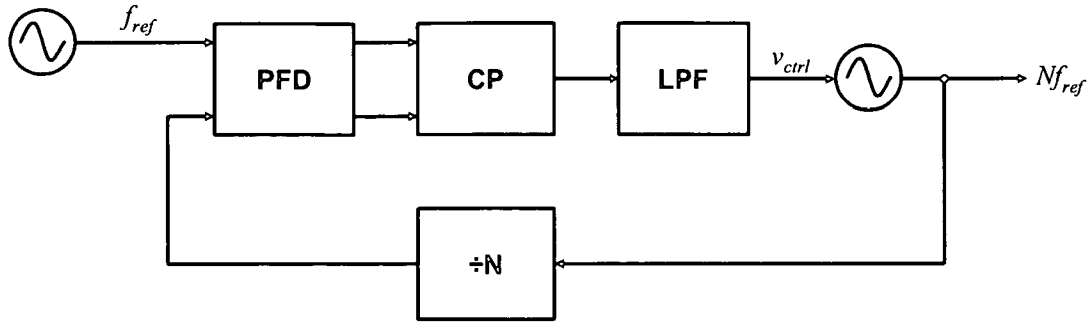 f_ref
PFD
CP
LPF
v_ctrl
Nf_ref
÷N